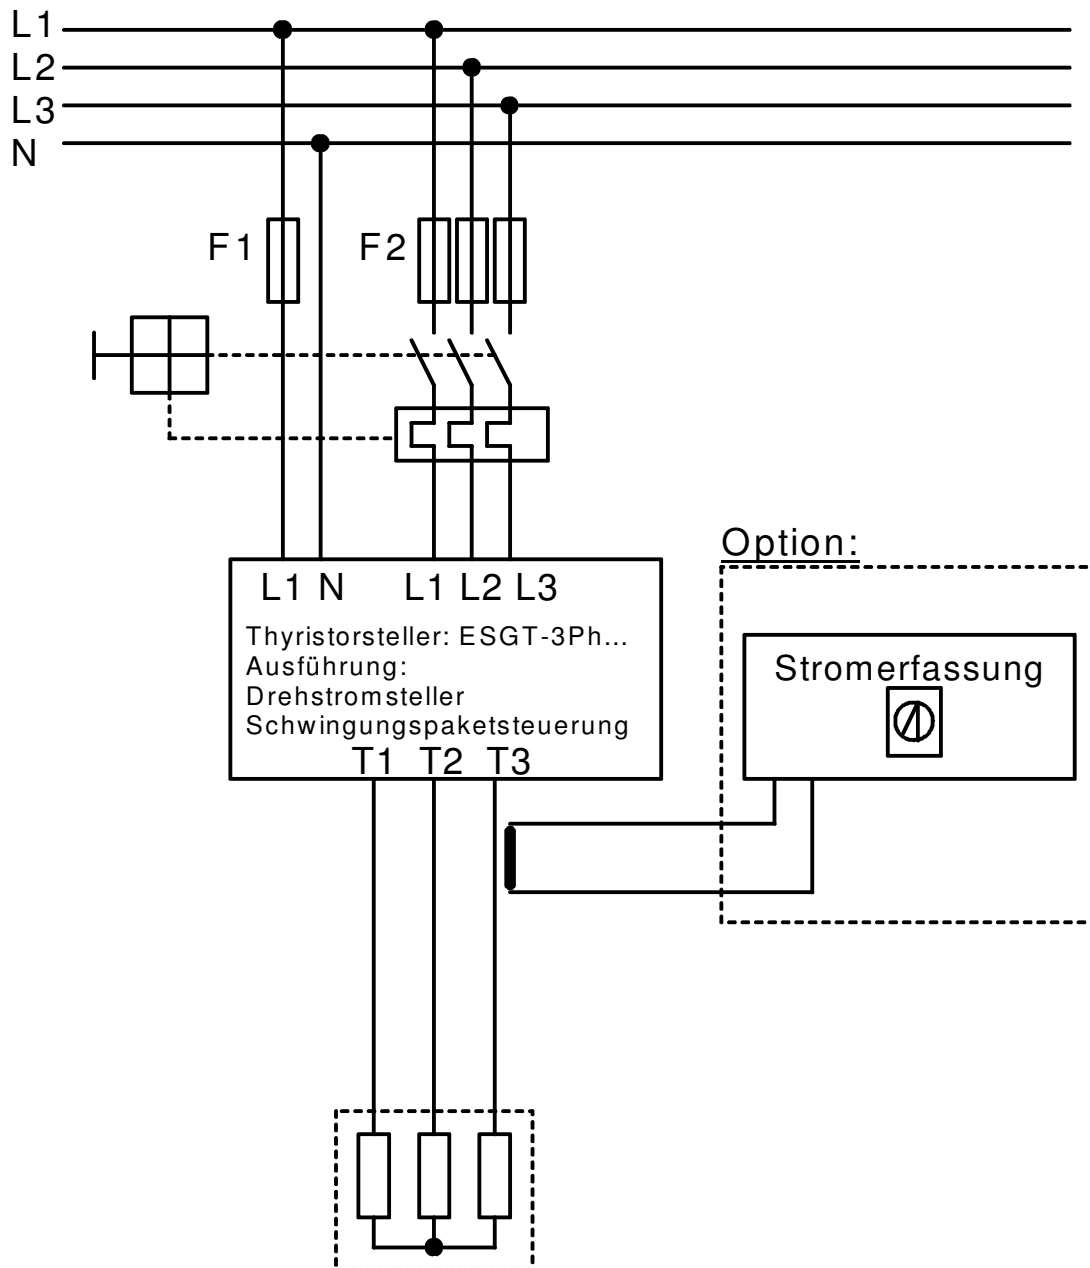 L1
L2
L3
N
F1 F2
Option:
L1 N L1 L2 L3
Thyristorsteller: ESGT-3Ph...
Ausführung:
Drehstromsteller
Schwingungspaketsteuerung
T1 T2 T3
Stromerfassung